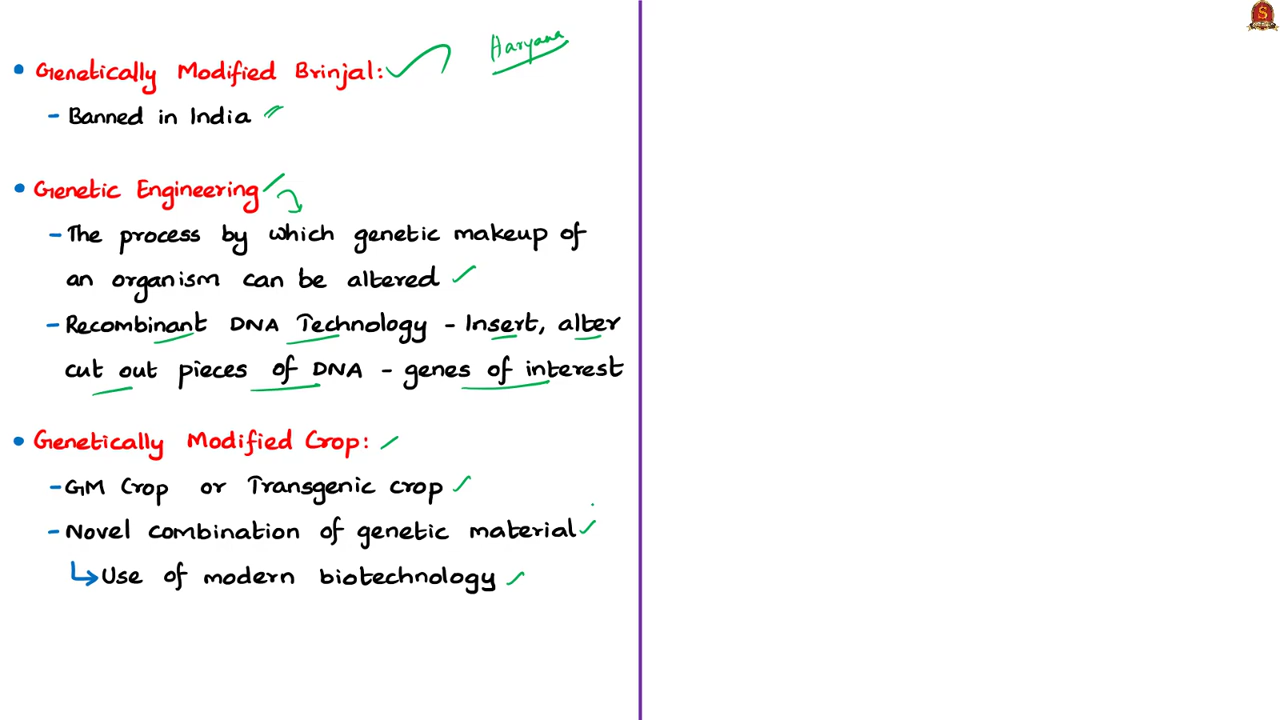 • Genetically Modified Brinjal: Haryana
- Banned in India
• Genetic Engineering
- The process by which genetic makeup of
an organism can be altered
- Recombinant DNA Technology - Insert, alter
cut out pieces of DNA - genes of interest
• Genetically Modified Crop:
- GM Crop or Transgenic crop
- Novel combination of genetic material
↳ Use of modern biotechnology